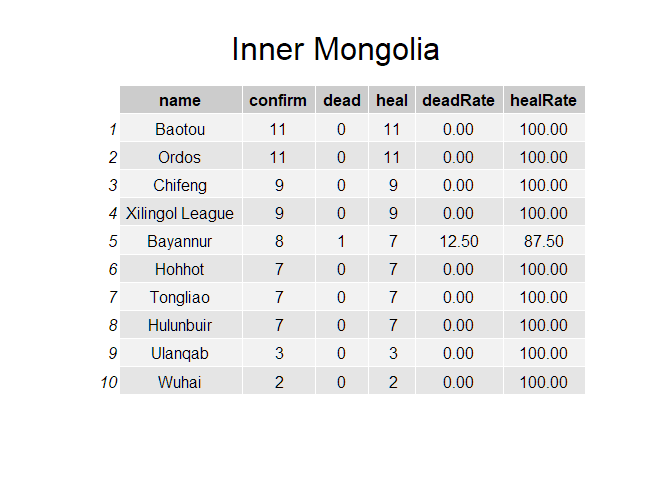 Inner Mongolia
name confirm dead heal deadRate healRate
1 Baotou 11 0 11 0.00 100.00
2 Ordos 11 0 11 0.00 100.00
3 Chifeng 9 0 9 0.00 100.00
4 Xilingol League 9 0 9 0.00 100.00
5 Bayannur 8 1 7 12.50 87.50
6 Hohhot 7 0 7 0.00 100.00
7 Tongliao 7 0 7 0.00 100.00
8 Hulunbuir 7 0 7 0.00 100.00
9 Ulanqab 3 0 3 0.00 100.00
10 Wuhai 2 0 2 0.00 100.00